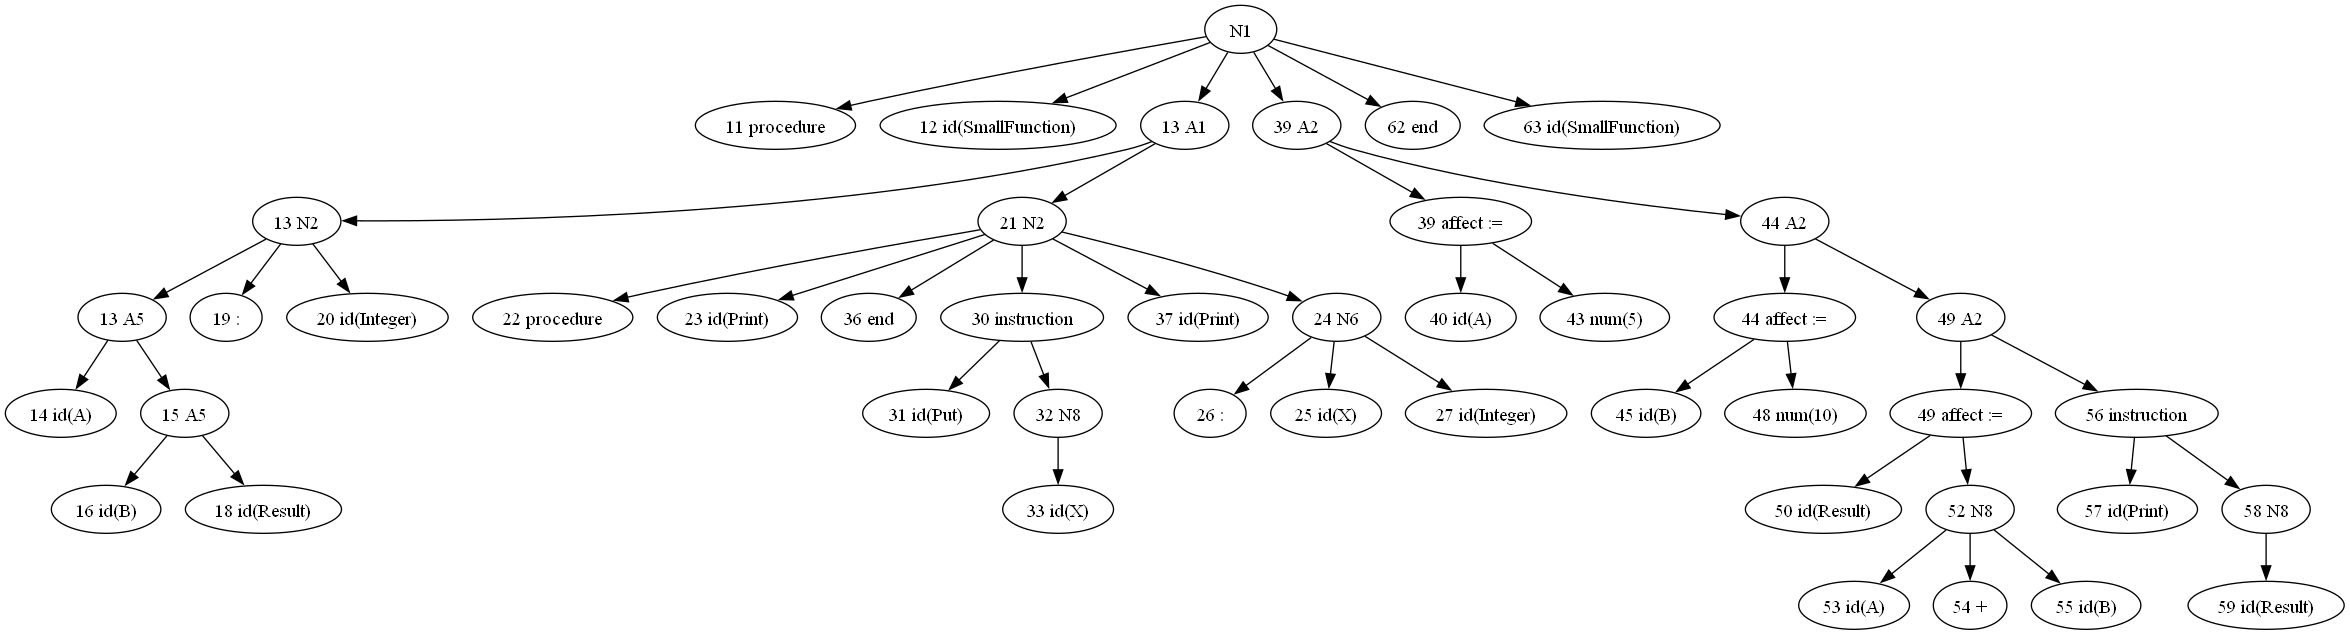 N1
11 procedure
12 id(SmallFunction)
13 A1
39 A2
62 end
63 id(SmallFunction)
13 N2
21 N2
39 affect :=
44 A2
13 A5
19 :
20 id(Integer)
22 procedure
23 id(Print)
36 end
30 instruction
37 id(Print)
24 N6
40 id(A)
43 num(5)
44 affect :=
49 A2
14 id(A)
15 A5
31 id(Put)
32 N8
26 :
25 id(X)
27 id(Integer)
45 id(B)
48 num(10)
49 affect :=
56 instruction
16 id(B)
18 id(Result)
33 id(X)
50 id(Result)
52 N8
57 id(Print)
58 N8
53 id(A)
54 +
55 id(B)
59 id(Result)